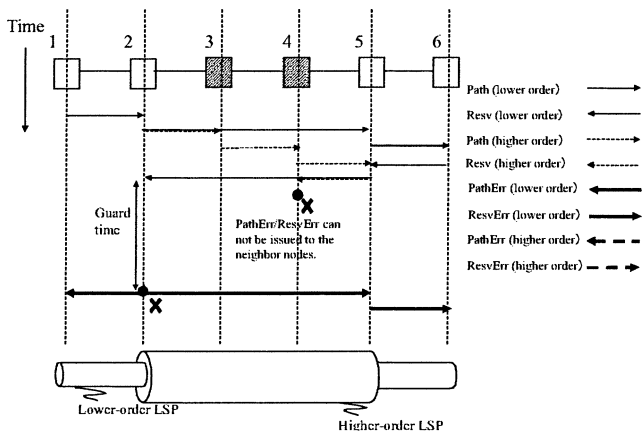 Time
1 2 3 4 5 6
Path (lower order)
Resv (lower order)
Path (higher order)
Resv (higher order)
PathErr (lower order)
ResvErr (lower order)
PathErr (higher order)
ResvErr (higher order)
Guard
time
X
PathErr/ResvErr can
not be issued to the
neighbor nodes.
X
Lower-order LSP
Higher-order LSP